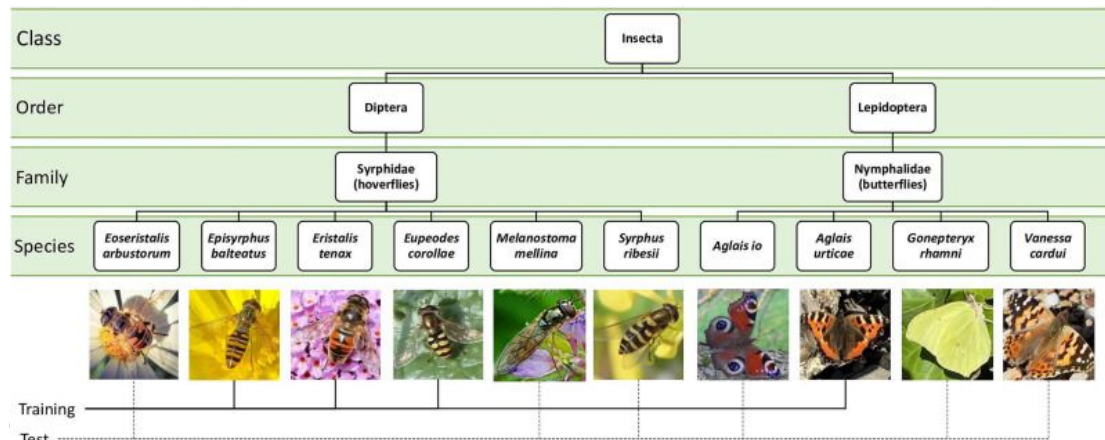 Class
Insecta
Order
Diptera
Lepidoptera
Family
Syrphidae
(hoverflies)
Nymphalidae
(butterflies)
Species
Eoseristalis
arbustorum
Episyrphus
balteatus
Eristalis
tenax
Eupeodes
corollae
Melanostoma
mellina
Syrphus
ribesii
Aglais io
Aglais
urticae
Gonepteryx
rhamni
Vanessa
cardui
Training
Test